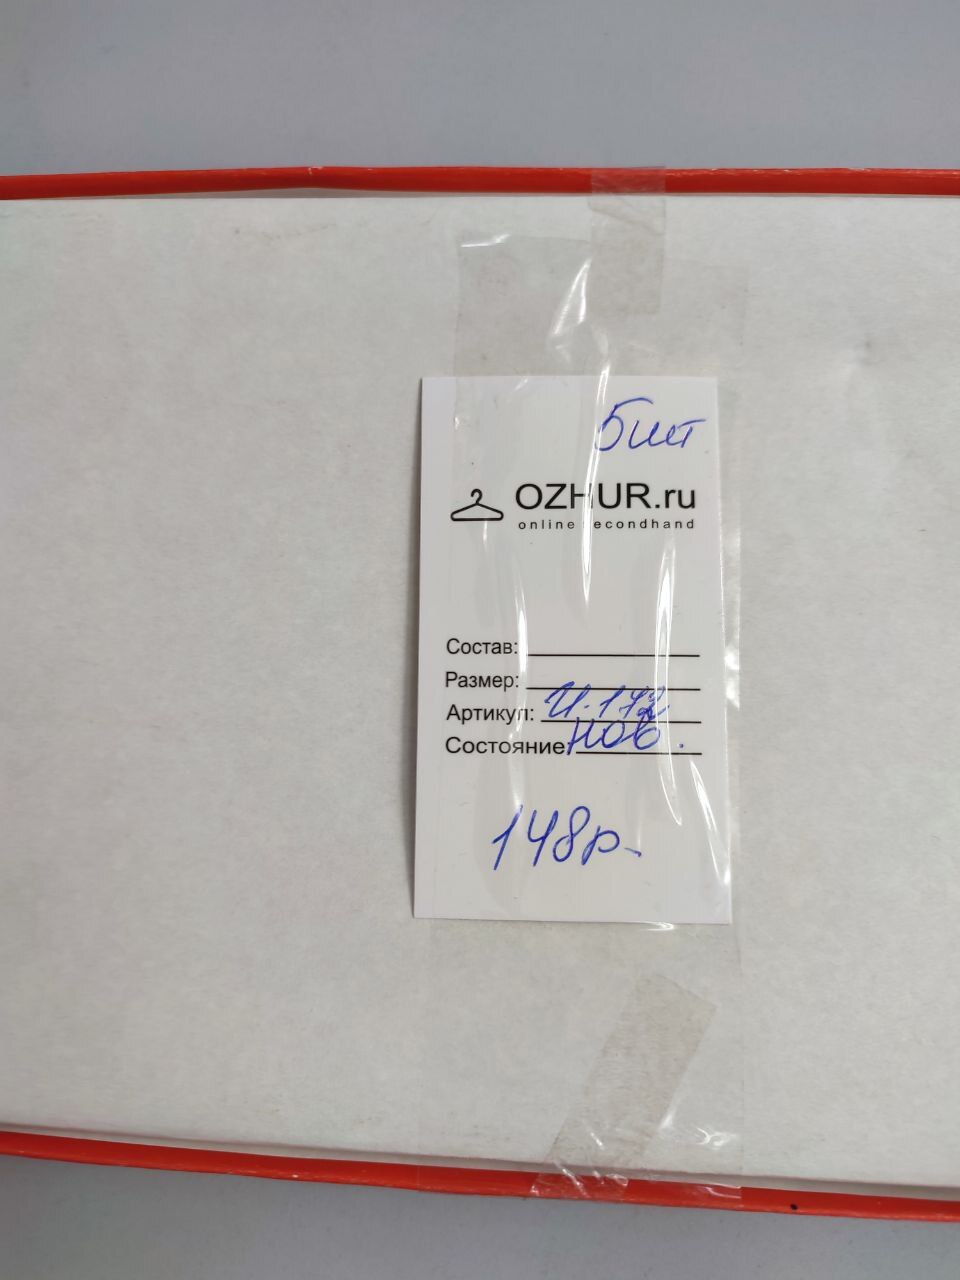 5шт
OZHUR.ru
online secondhand
Состав:
Размер:
Артикул: И-172
Состояние: нов.
148р-